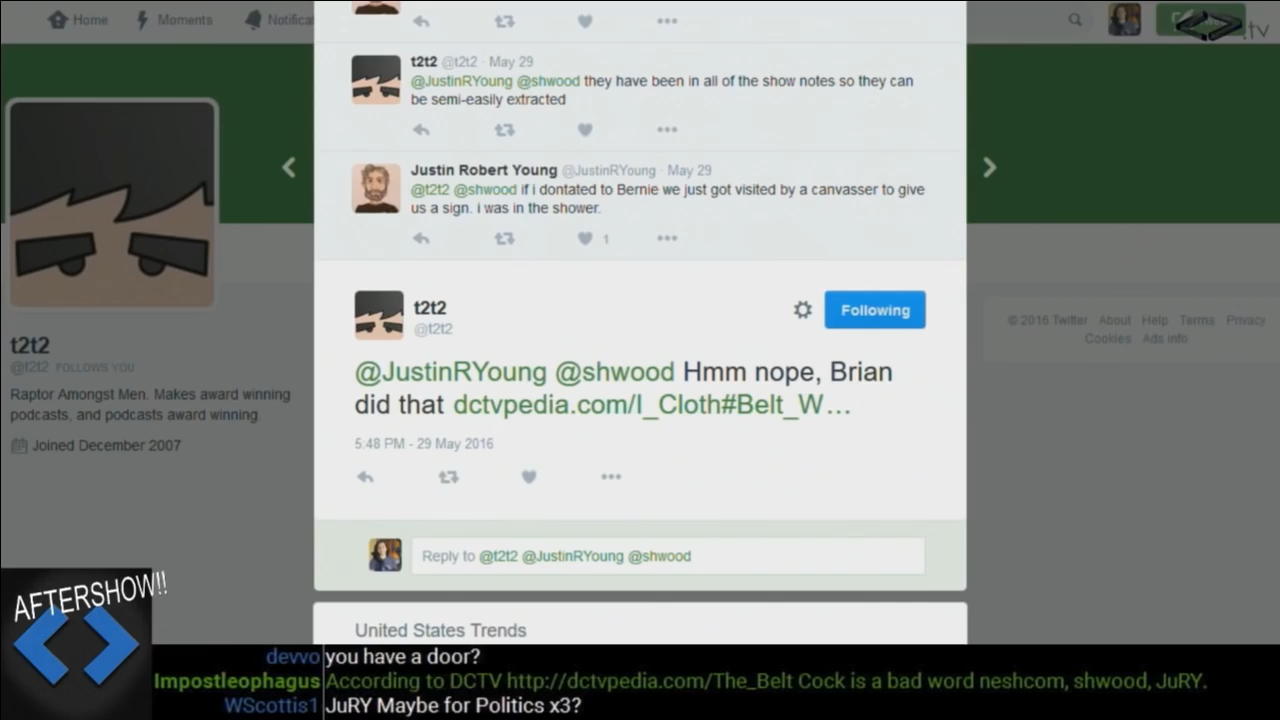 Home Moments Notifica
.tv
t2t2 @t2t2 · May 29
@JustinRYoung @shwood they have been in all of the show notes so they can
be semi-easily extracted
Justin Robert Young @JustinRYoung · May 29
@t2t2 @shwood if i dontated to Bernie we just got visited by a canvasser to give
us a sign. i was in the shower.
1
t2t2
@t2t2
Following
@JustinRYoung @shwood Hmm nope, Brian
did that dctvpedia.com/I_Cloth#Belt_W…
5:48 PM - 29 May 2016
Reply to @t2t2 @JustinRYoung @shwood
United States Trends
t2t2
@t2t2 FOLLOWS YOU
Raptor Amongst Men. Makes award winning
podcasts, and podcasts award winning.
Joined December 2007
© 2016 Twitter About Help Terms Privacy
Cookies Ads info
AFTERSHOW!!
devvo you have a door?
Impostleophagus According to DCTV http://dctvpedia.com/The_Belt Cock is a bad word neshcom, shwood, JuRY.
WScottis1 JuRY Maybe for Politics x3?